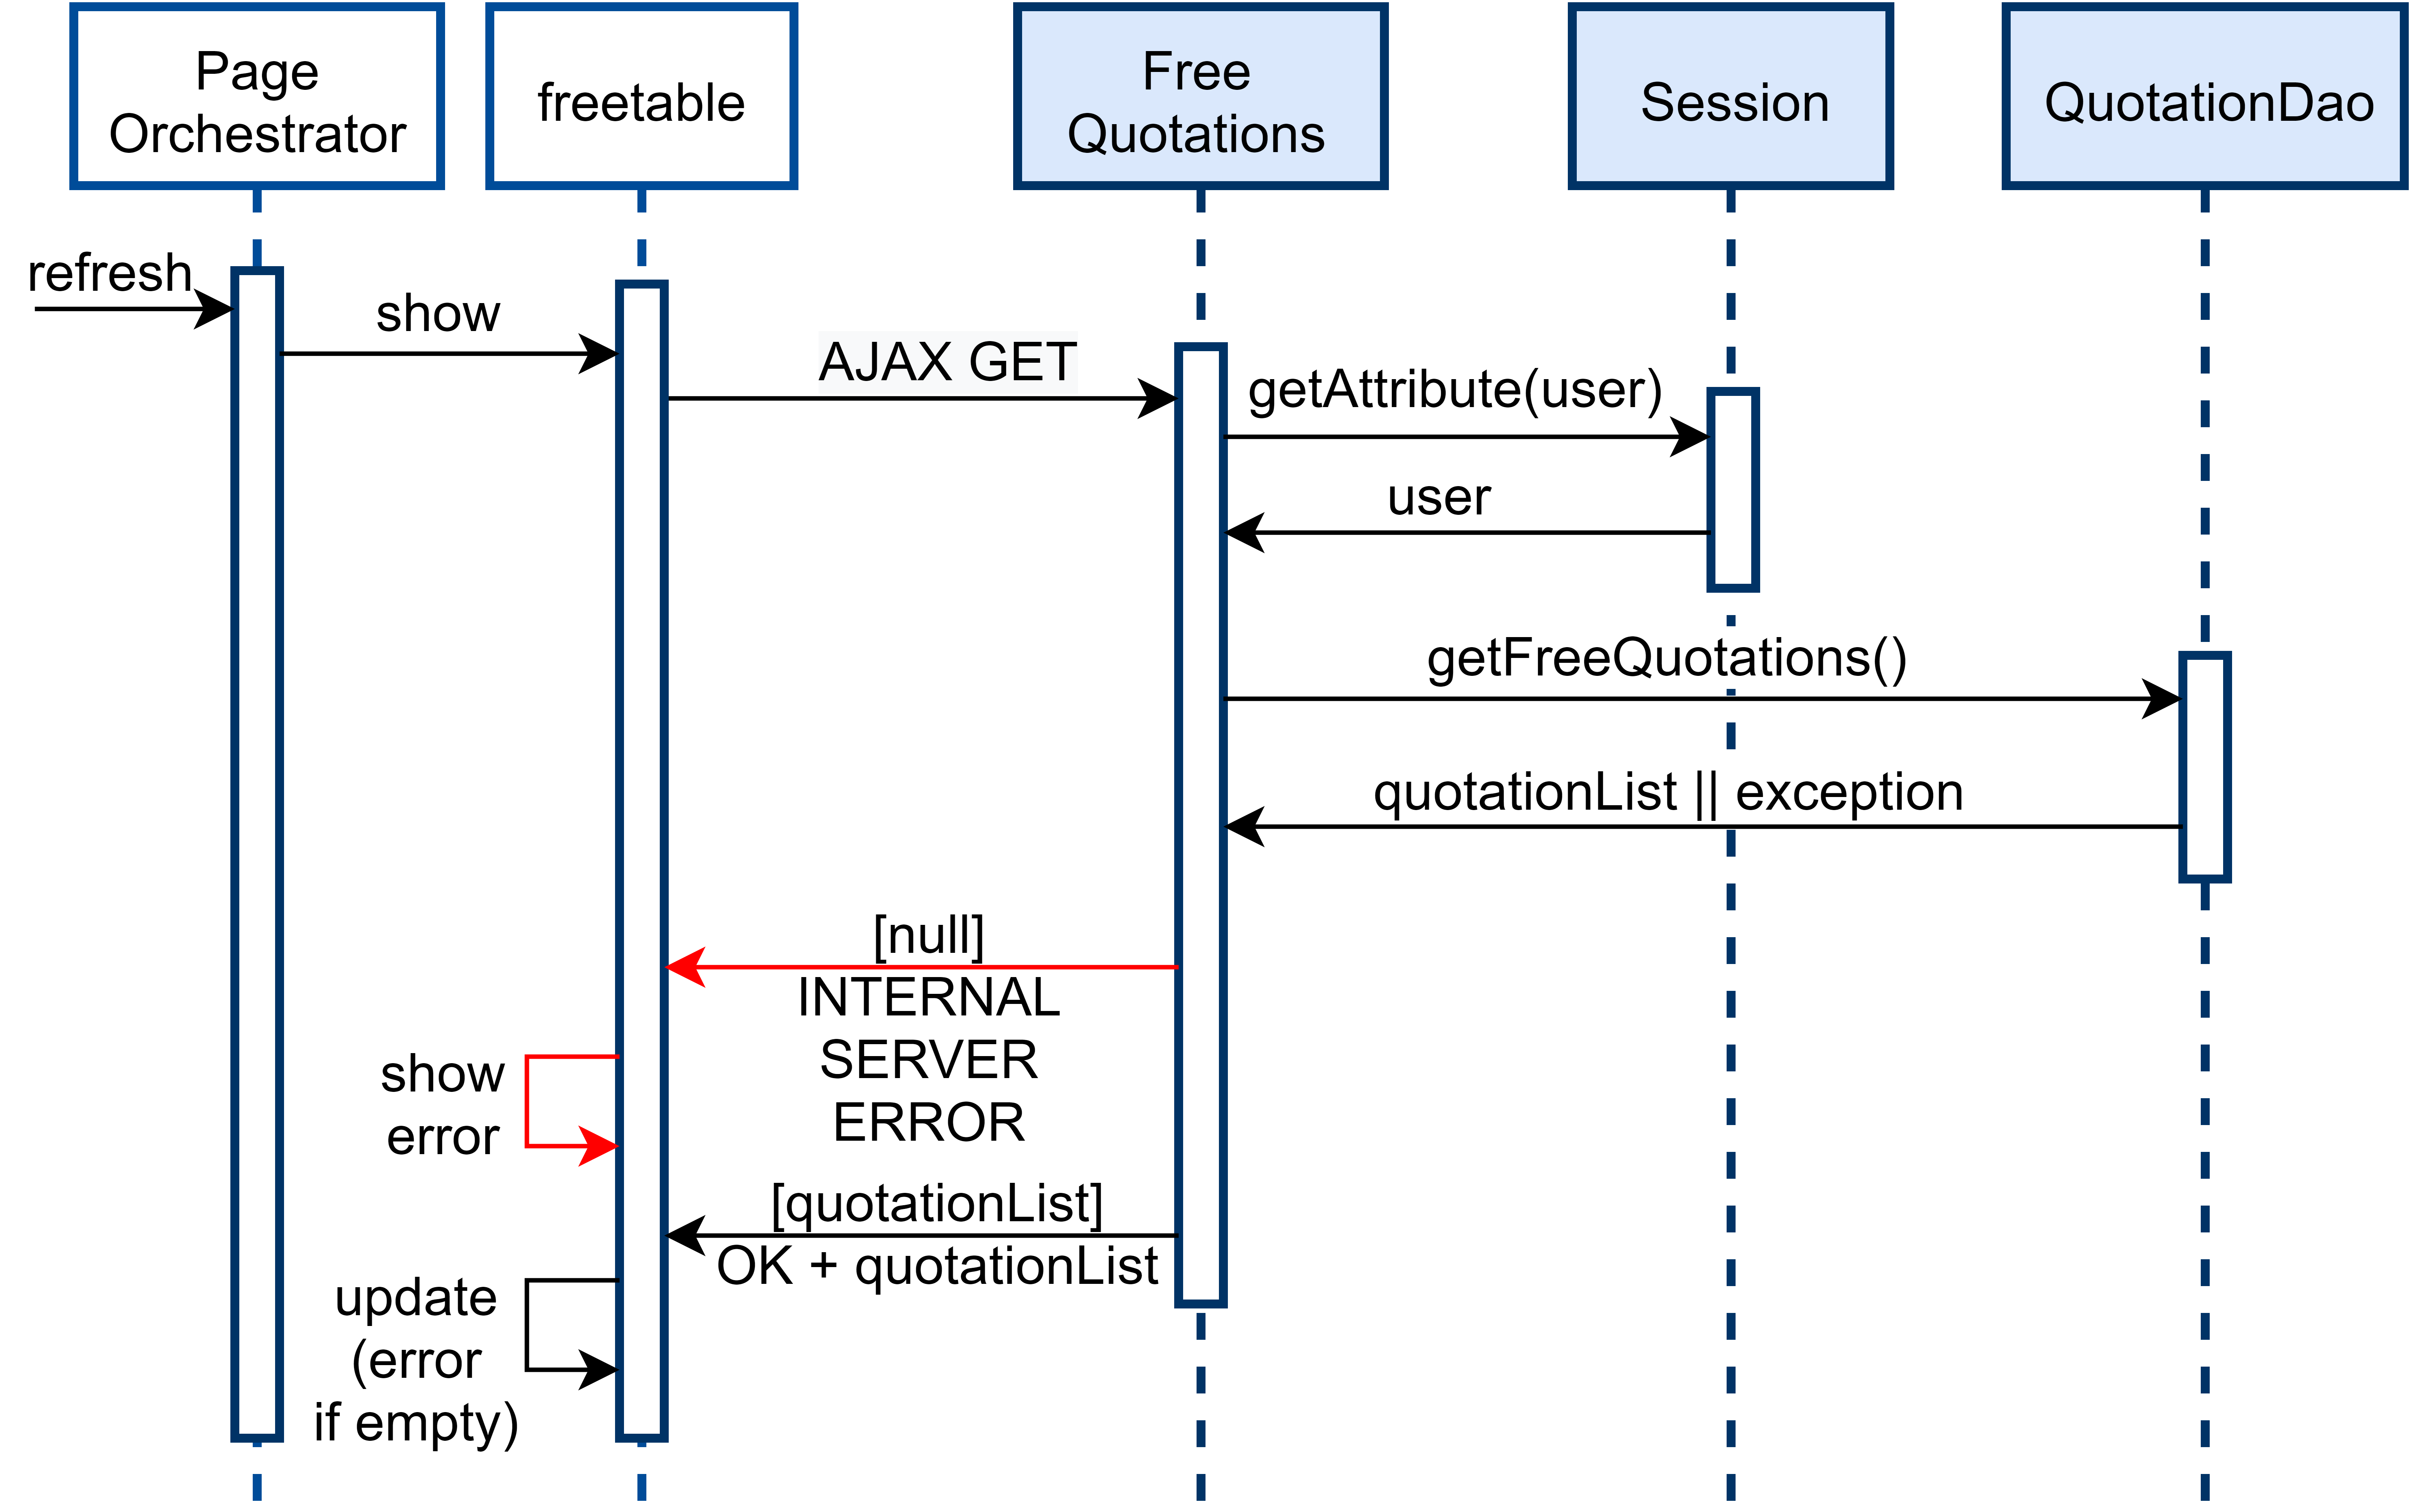 Page
Orchestrator
freetable
Free
Quotations
Session
QuotationDao
refresh
show
AJAX GET
getAttribute(user)
user
getFreeQuotations()
quotationList || exception
[null]
INTERNAL
SERVER
ERROR
show
error
[quotationList]
OK + quotationList
update
(error
if empty)